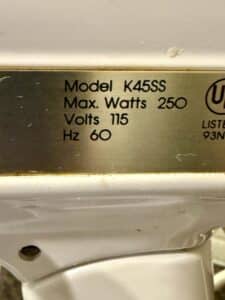 Model K45SS
Max. Watts 250
Volts 115
Hz 60
UL
LISTE
93N